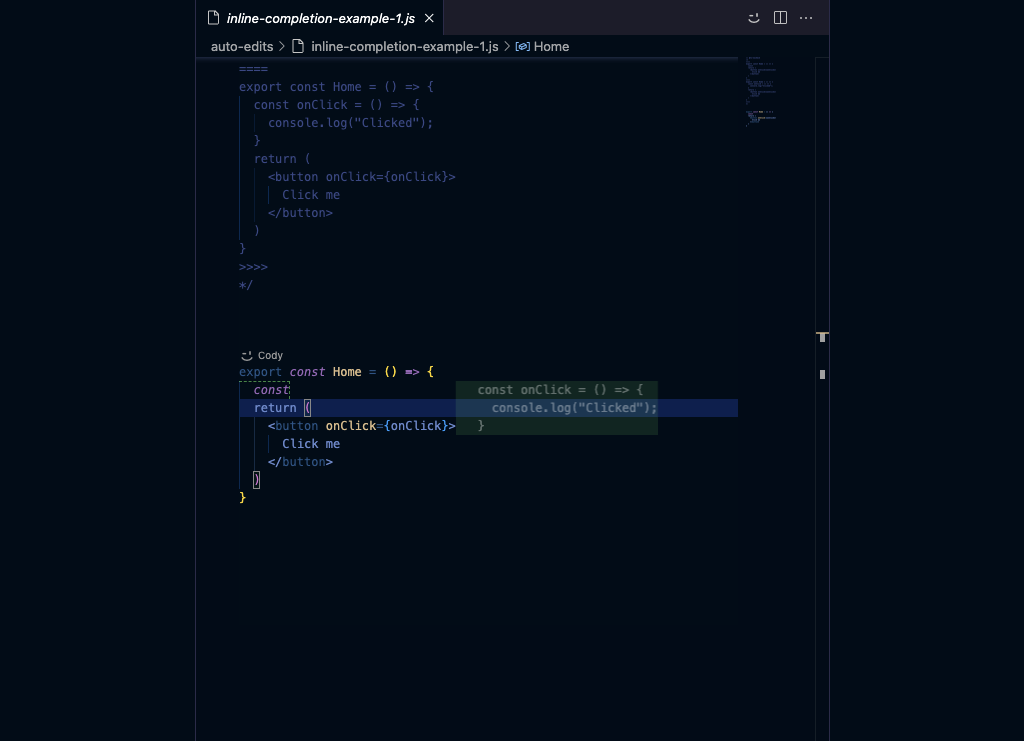 inline-completion-example-1.js
auto-edits > inline-completion-example-1.js > Home
====
export const Home = () => {
const onClick = () => {
console.log("Clicked");
}
return (
<button onClick={onClick}>
Click me
</button>
)
}
>>>>
*/
Cody
export const Home = () => {
const
const onClick = () => {
return (
console.log("Clicked");
<button onClick={onClick}>
}
Click me
</button>
)
}